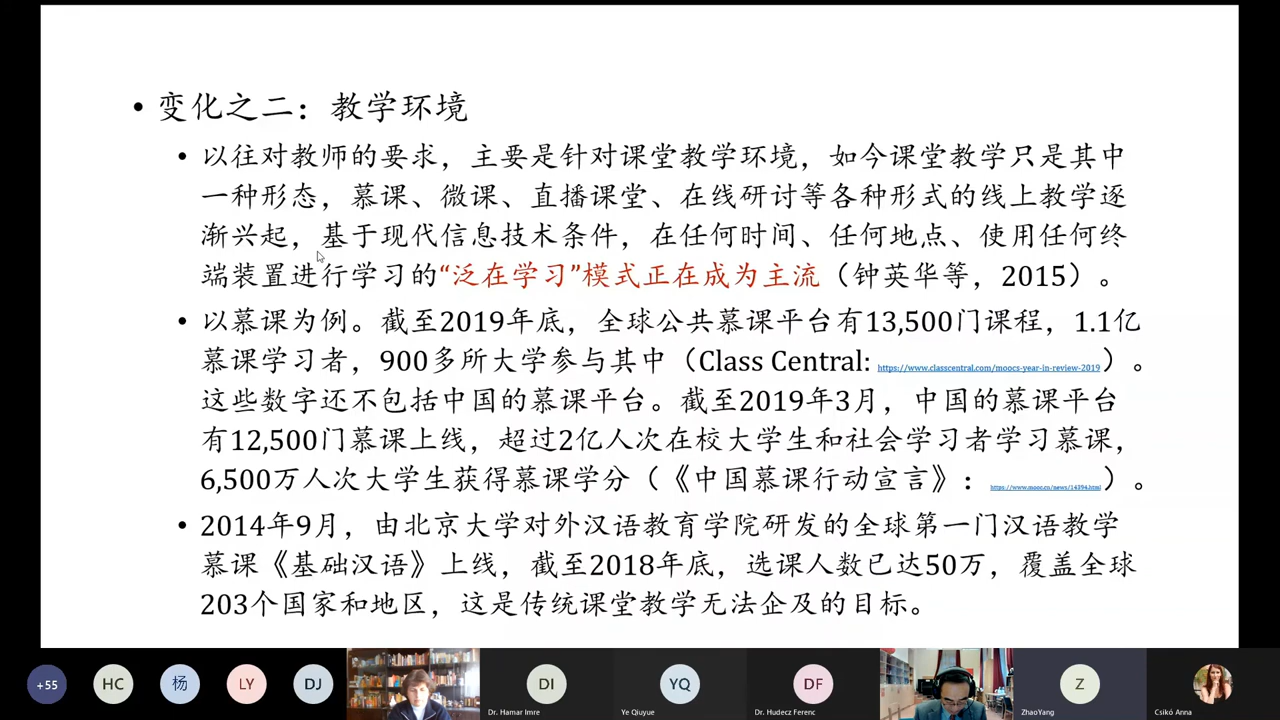 • 变化之二：教学环境
• 以往对教师的要求，主要是针对课堂教学环境，如今课堂教学只是其中
一种形态，慕课、微课、直播课堂、在线研讨等各种形式的线上教学逐
渐兴起，基于现代信息技术条件，在任何时间、任何地点、使用任何终
端装置进行学习的“泛在学习”模式正在成为主流（钟英华等，2015）。
• 以慕课为例。截至2019年底，全球公共慕课平台有13,500门课程，1.1亿
慕课学习者，900多所大学参与其中（Class Central: https://www.classcentral.com/moocs-year-in-review-2019）。
这些数字还不包括中国的慕课平台。截至2019年3月，中国的慕课平台
有12,500门慕课上线，超过2亿人次在校大学生和社会学习者学习慕课，
6,500万人次大学生获得慕课学分（《中国慕课行动宣言》： https://www.mooc.cn/news/14394.html）。
• 2014年9月，由北京大学对外汉语教育学院研发的全球第一门汉语教学
慕课《基础汉语》上线，截至2018年底，选课人数已达50万，覆盖全球
203个国家和地区，这是传统课堂教学无法企及的目标。
+55 HC 杨 LY DJ DI YQ DF Z
Dr. Hamar Imre Ye Qiuyue Dr. Hudecz Ferenc ZhaoYang Csikó Anna